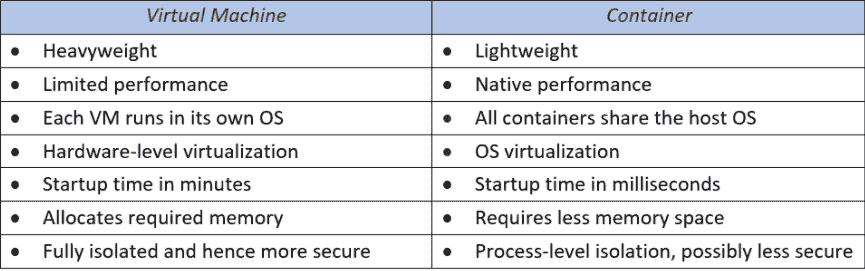 Virtual Machine Container
● Heavyweight ● Lightweight
● Limited performance ● Native performance
● Each VM runs in its own OS ● All containers share the host OS
● Hardware-level virtualization ● OS virtualization
● Startup time in minutes ● Startup time in milliseconds
● Allocates required memory ● Requires less memory space
● Fully isolated and hence more secure ● Process-level isolation, possibly less secure